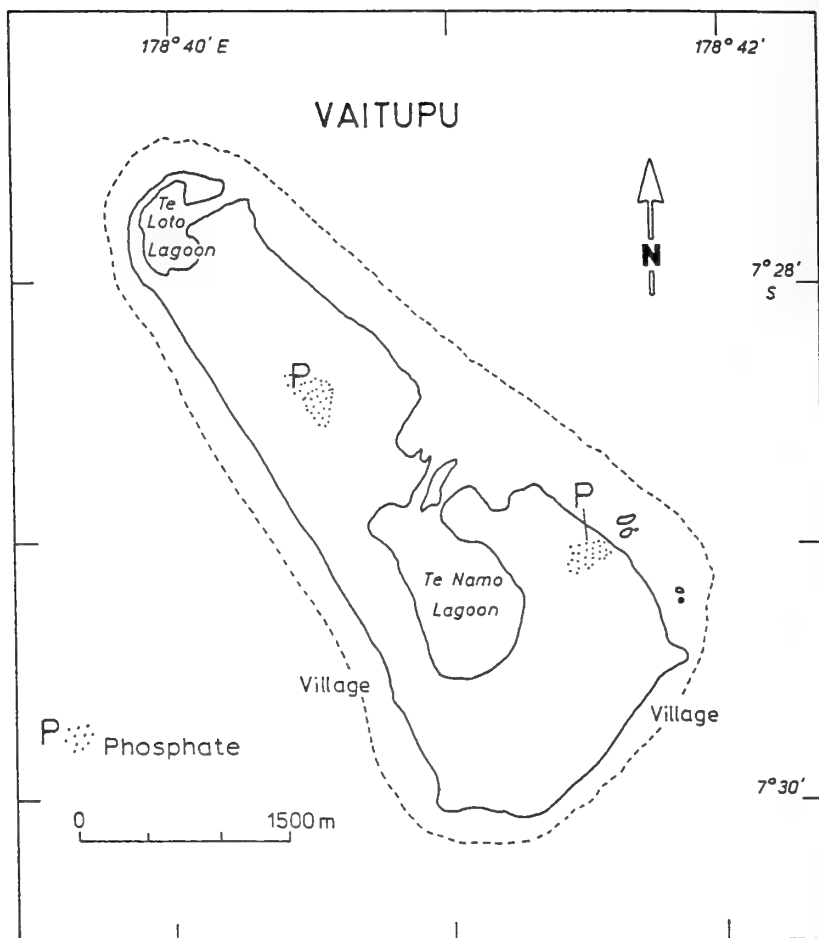 178°40' E
178°42'
VAITUPU
Te
Loto
Lagoon
N
7°28'
S
P
P
Te Namo
Lagoon
Village
Village
P Phosphate
7°30'
0 1500 m